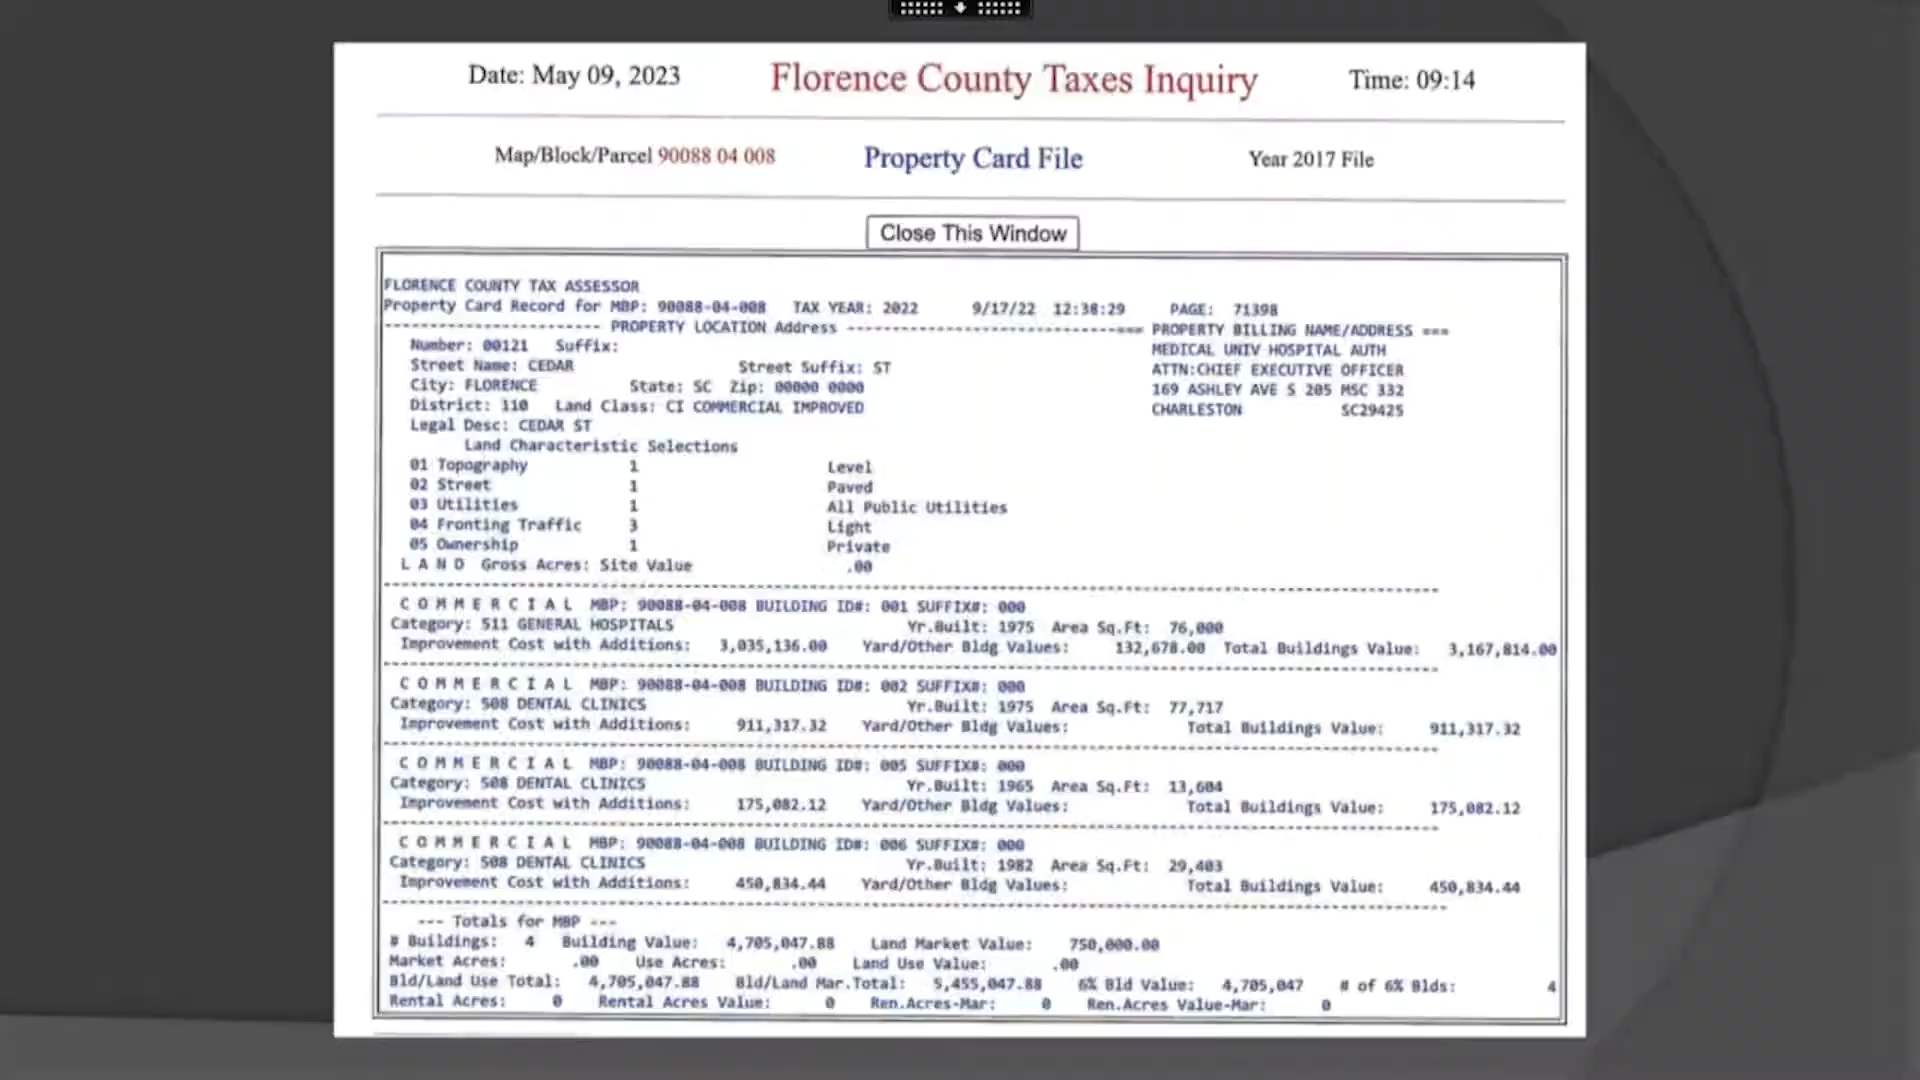 Date: May 09, 2023 Florence County Taxes Inquiry Time: 09:14
Map/Block/Parcel 90088 04 008 Property Card File Year 2017 File
Close This Window
FLORENCE COUNTY TAX ASSESSOR
Property Card Record for MBP: 90088-04-008 TAX YEAR: 2022 9/17/22 12:38:29 PAGE: 71398
------------------------ PROPERTY LOCATION Address --------------------------------=== PROPERTY BILLING NAME/ADDRESS ===
Number: 00121 Suffix: MEDICAL UNIV HOSPITAL AUTH
Street Name: CEDAR Street Suffix: ST ATTN:CHIEF EXECUTIVE OFFICER
City: FLORENCE State: SC Zip: 00000 0000 169 ASHLEY AVE S 205 MSC 332
District: 110 Land Class: CI COMMERCIAL IMPROVED CHARLESTON SC29425
Legal Desc: CEDAR ST
Land Characteristic Selections
01 Topography 1 Level
02 Street 1 Paved
03 Utilities 1 All Public Utilities
04 Fronting Traffic 3 Light
05 Ownership 1 Private
L A N D Gross Acres: Site Value .00
C O M M E R C I A L MBP: 90088-04-008 BUILDING ID#: 001 SUFFIX#: 000
Category: 511 GENERAL HOSPITALS Yr.Built: 1975 Area Sq.Ft: 76,000
Improvement Cost with Additions: 3,035,136.00 Yard/Other Bldg Values: 132,678.00 Total Buildings Value: 3,167,814.00
C O M M E R C I A L MBP: 90088-04-008 BUILDING ID#: 002 SUFFIX#: 000
Category: 508 DENTAL CLINICS Yr.Built: 1975 Area Sq.Ft: 77,717
Improvement Cost with Additions: 911,317.32 Yard/Other Bldg Values: Total Buildings Value: 911,317.32
C O M M E R C I A L MBP: 90088-04-008 BUILDING ID#: 005 SUFFIX#: 000
Category: 508 DENTAL CLINICS Yr.Built: 1965 Area Sq.Ft: 13,604
Improvement Cost with Additions: 175,082.12 Yard/Other Bldg Values: Total Buildings Value: 175,082.12
C O M M E R C I A L MBP: 90088-04-008 BUILDING ID#: 006 SUFFIX#: 000
Category: 508 DENTAL CLINICS Yr.Built: 1982 Area Sq.Ft: 29,403
Improvement Cost with Additions: 450,834.44 Yard/Other Bldg Values: Total Buildings Value: 450,834.44
--- Totals for MBP ---
# Buildings: 4 Building Value: 4,705,047.88 Land Market Value: 750,000.00
Market Acres: .00 Use Acres: .00 Land Use Value: .00
Bld/Land Use Total: 4,705,047.88 Bld/Land Mar.Total: 5,455,047.88 6% Bld Value: 4,705,047 # of 6% Blds: 4
Rental Acres: 0 Rental Acres Value: 0 Ren.Acres-Mar: 0 Ren.Acres Value-Mar: 0